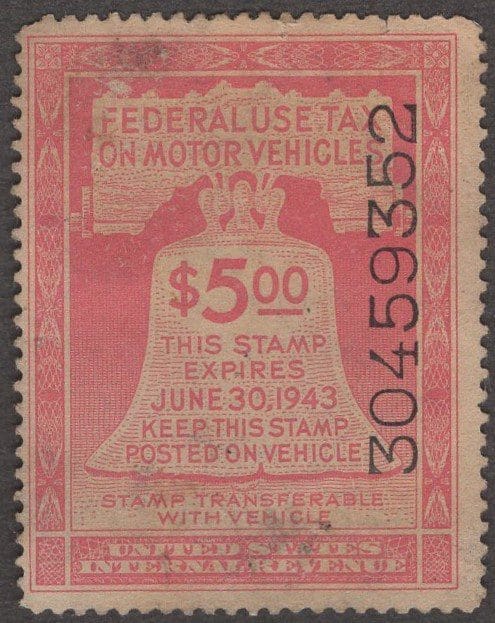 FEDERAL USE TAX
ON MOTOR VEHICLES
$5.00
THIS STAMP
EXPIRES
JUNE 30, 1943
KEEP THIS STAMP
POSTED ON VEHICLE
STAMP TRANSFERABLE
WITH VEHICLE
UNITED STATES
INTERNAL REVENUE
30459352